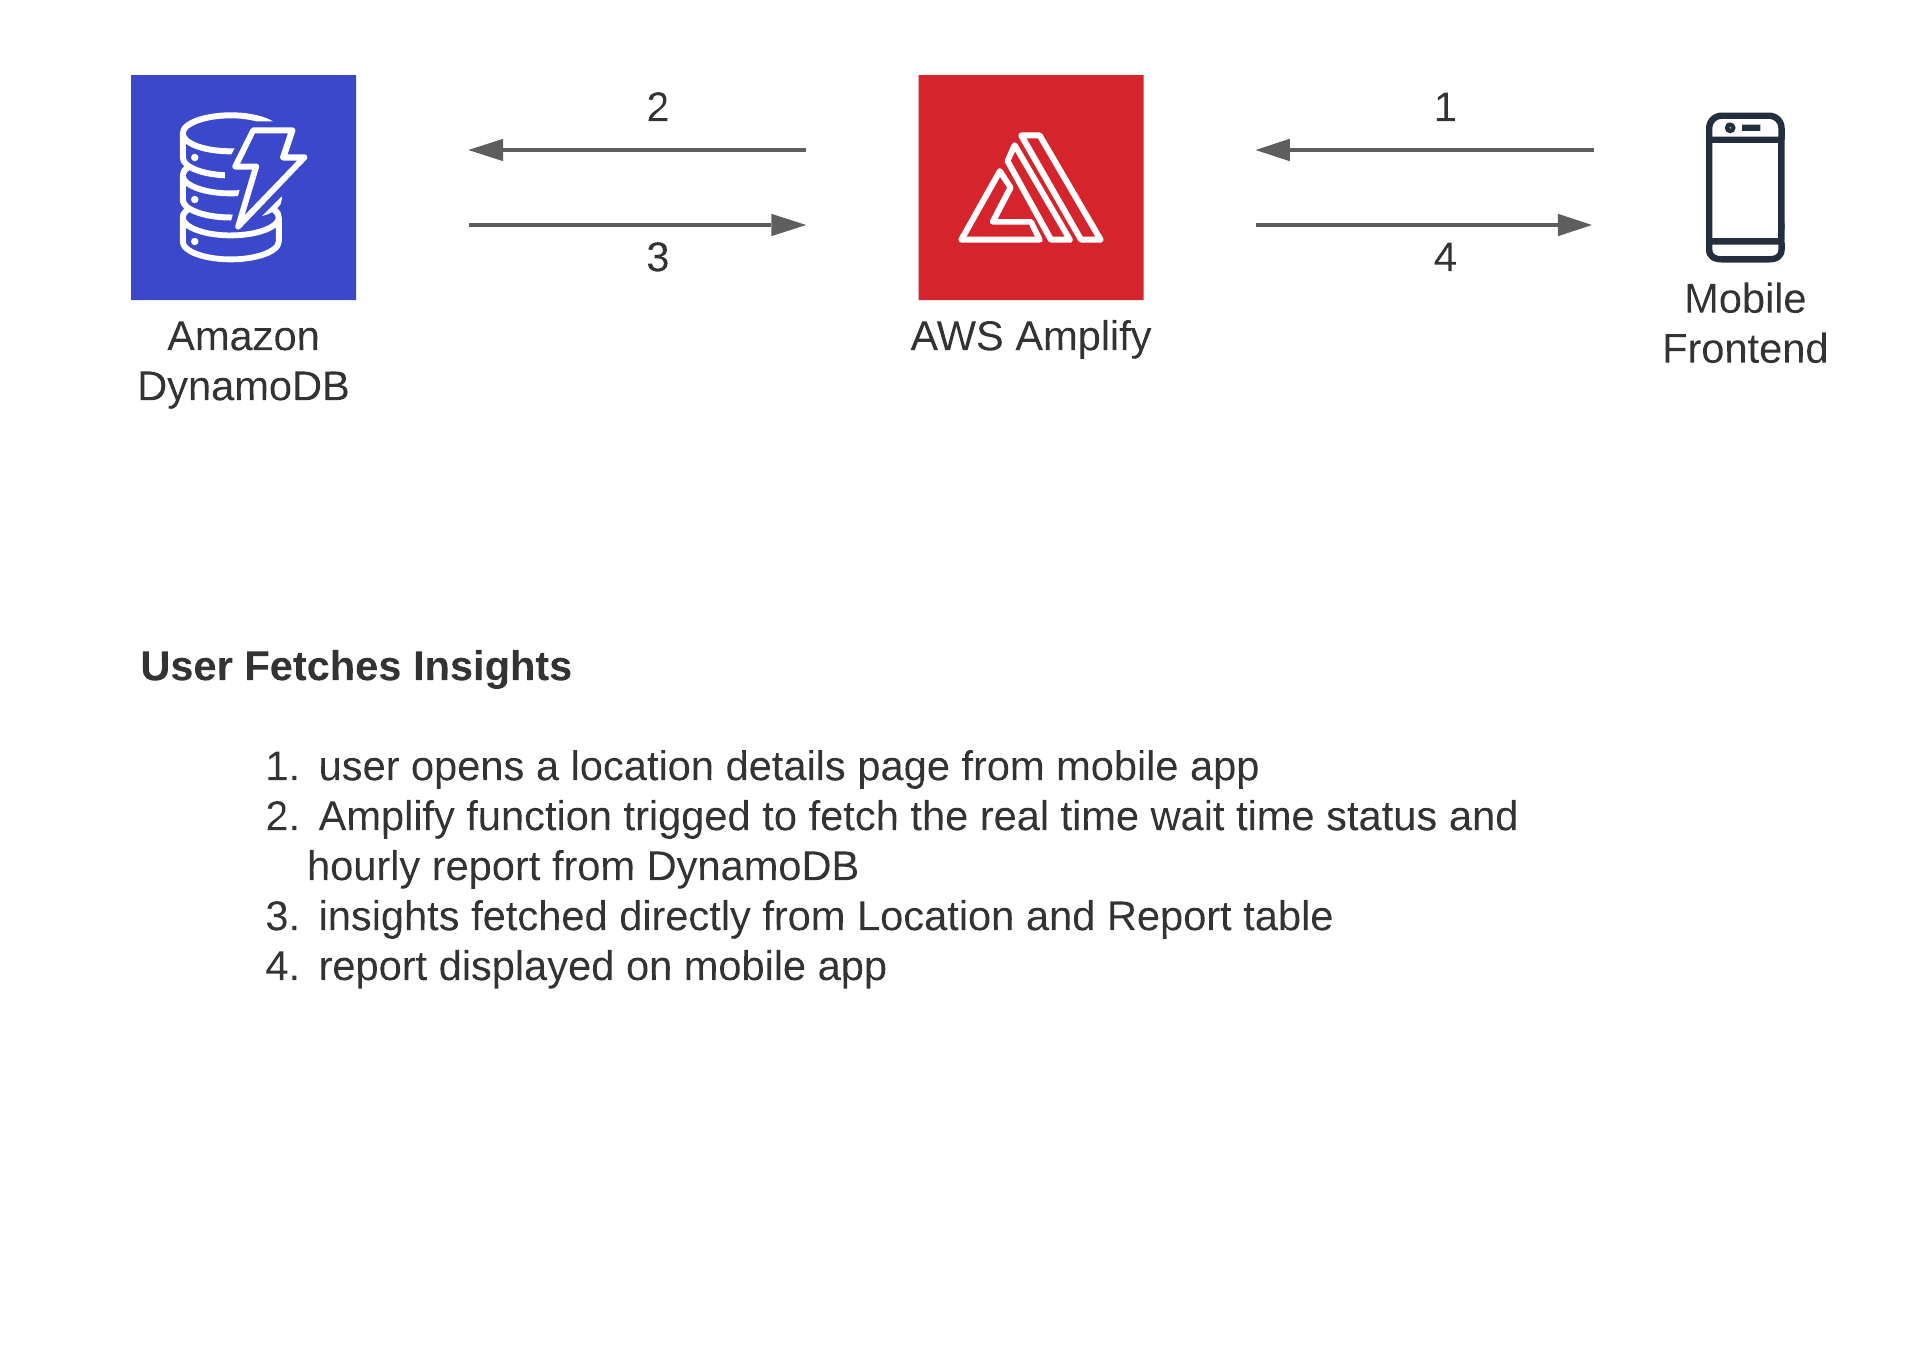 2
1
3
4
Amazon
DynamoDB
AWS Amplify
Mobile
Frontend
User Fetches Insights
1. user opens a location details page from mobile app
2. Amplify function trigged to fetch the real time wait time status and
hourly report from DynamoDB
3. insights fetched directly from Location and Report table
4. report displayed on mobile app